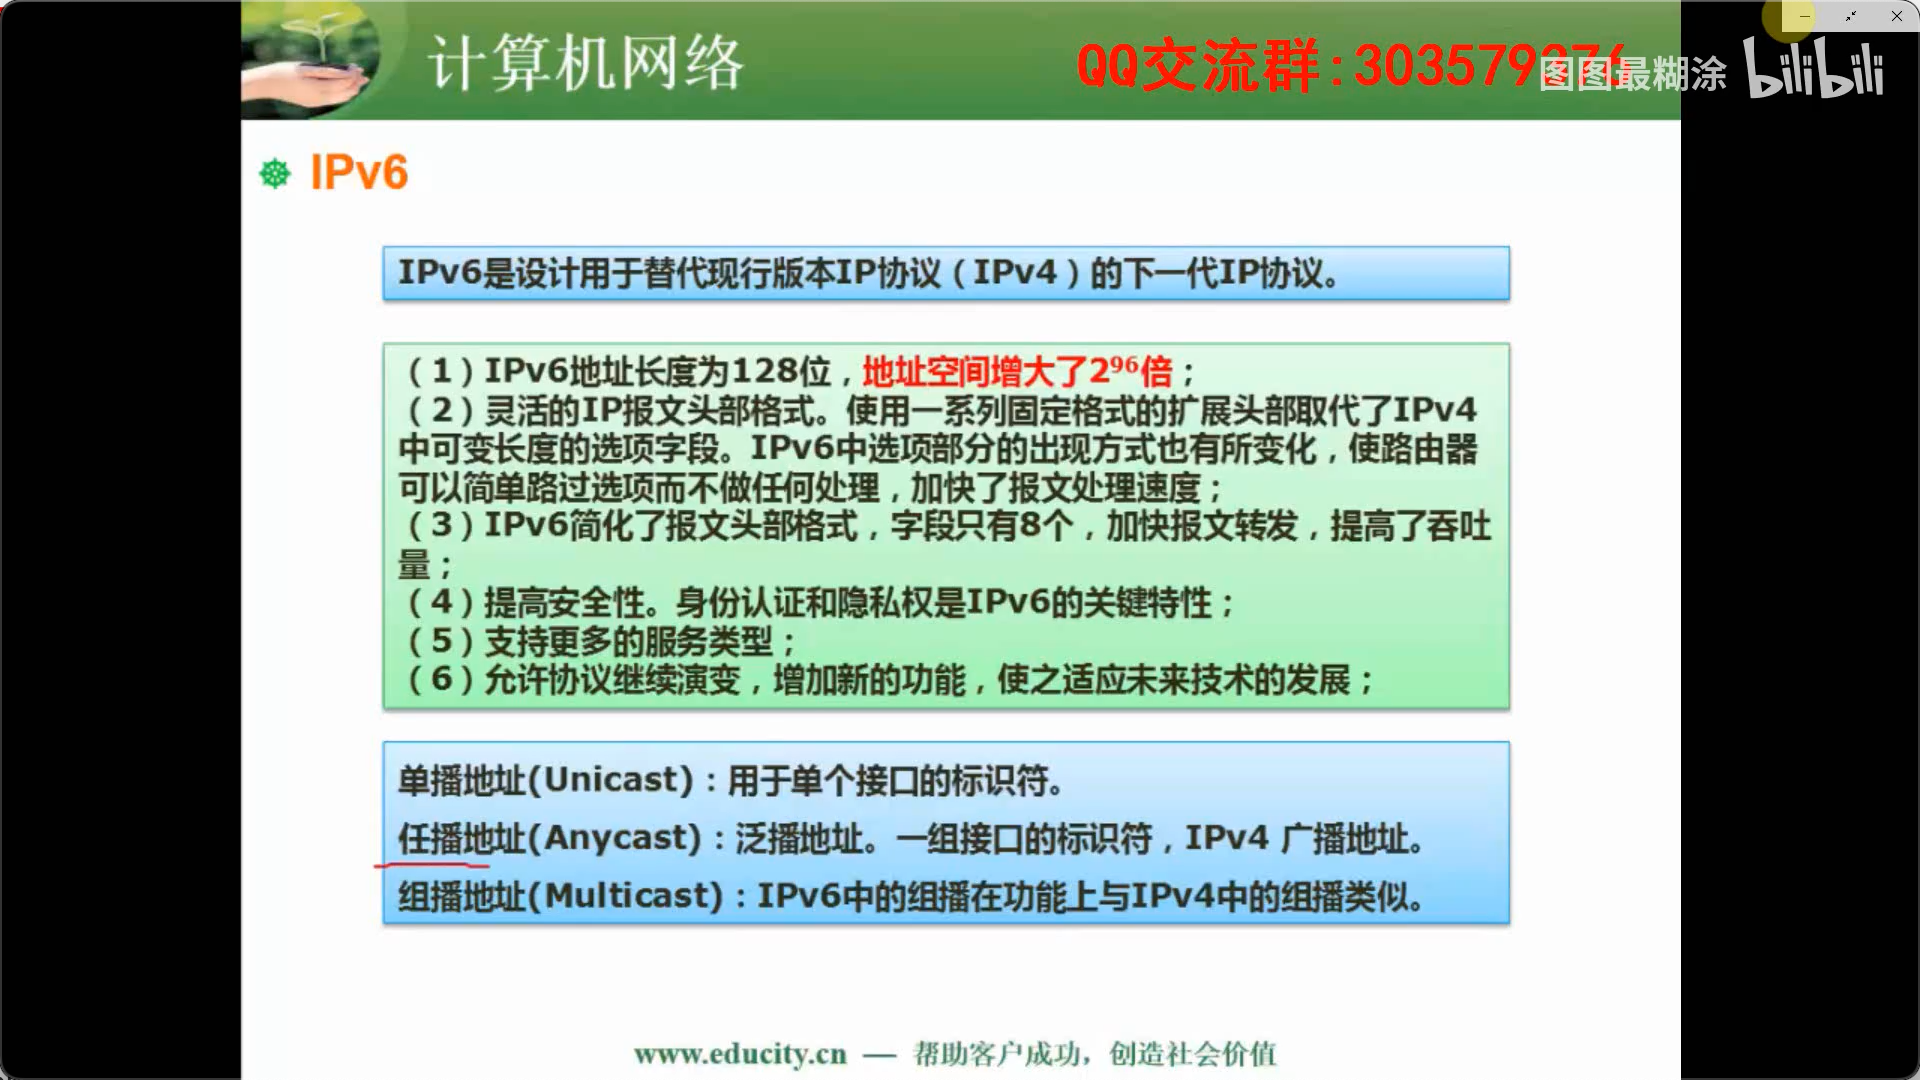 计算机网络
QQ交流群:303579376
图图最糊涂
bilibili
IPv6
IPv6是设计用于替代现行版本IP协议（IPv4）的下一代IP协议。
（1）IPv6地址长度为128位，地址空间增大了2⁹⁶倍；
（2）灵活的IP报文头部格式。使用一系列固定格式的扩展头部取代了IPv4
中可变长度的选项字段。IPv6中选项部分的出现方式也有所变化，使路由器
可以简单路过选项而不做任何处理，加快了报文处理速度；
（3）IPv6简化了报文头部格式，字段只有8个，加快报文转发，提高了吞吐
量；
（4）提高安全性。身份认证和隐私权是IPv6的关键特性；
（5）支持更多的服务类型；
（6）允许协议继续演变，增加新的功能，使之适应未来技术的发展；
单播地址(Unicast)：用于单个接口的标识符。
任播地址(Anycast)：泛播地址。一组接口的标识符，IPv4 广播地址。
组播地址(Multicast)：IPv6中的组播在功能上与IPv4中的组播类似。
www.educity.cn — 帮助客户成功，创造社会价值